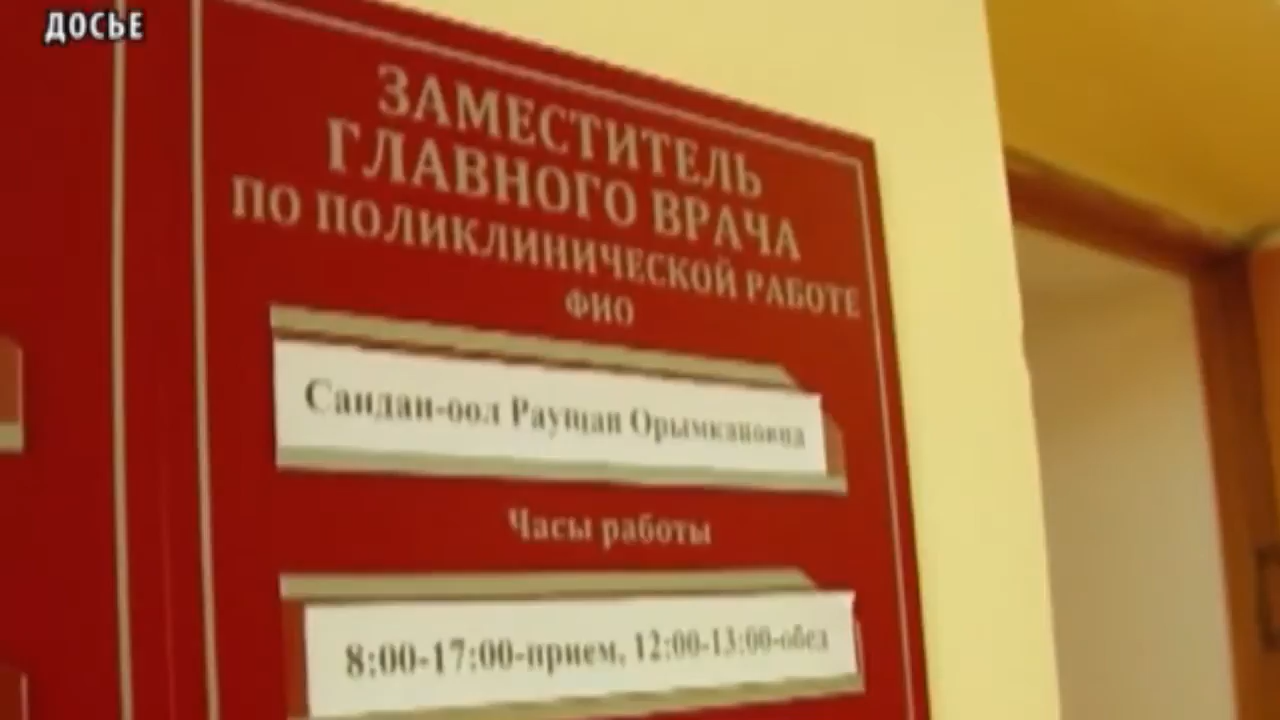 ДОСЬЕ
ЗАМЕСТИТЕЛЬ
ГЛАВНОГО ВРАЧА
ПО ПОЛИКЛИНИЧЕСКОЙ РАБОТЕ
ФИО
Сандан-оол Раушан Орымкановна
Часы работы
8:00-17:00-прием, 12:00-13:00-обед